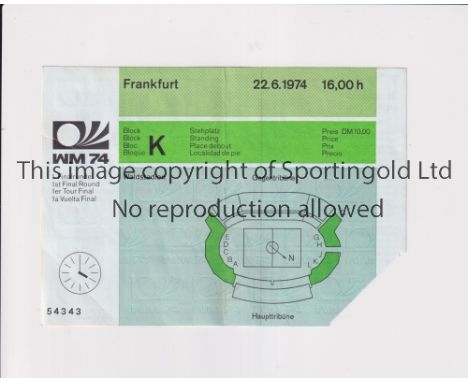 Frankfurt 22.6.1974 16,00 h
Block Stehplatz Preis DM 10,00
Block Standing Price
Bloc Place debout Prix
Bloque Localidad de pie Precio
K
WM 74
This image copyright of Sportingold Ltd
1st Final Round
1er Tour Final
1a Vuelta Final
No reproduction allowed
E
D
C
B A
G
H
J
I K
N
54343
Haupttribüne